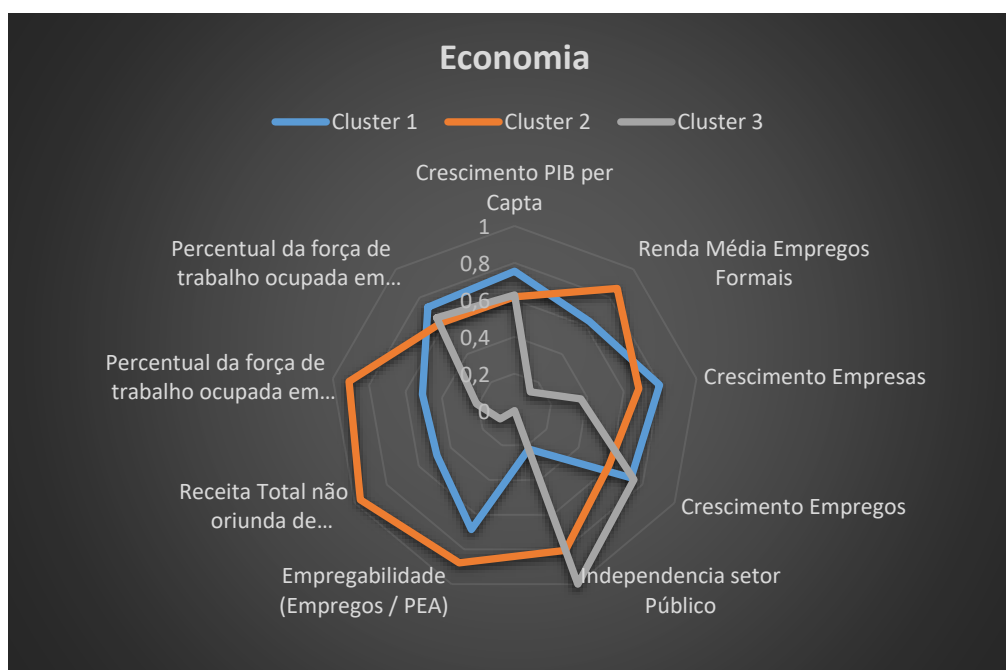 Economia
Cluster 1
Cluster 2
Cluster 3
Crescimento PIB per
Capta
Renda Média Empregos
Formais
Crescimento Empresas
Crescimento Empregos
Independencia setor
Público
Empregabilidade
(Empregos / PEA)
Receita Total não
oriunda de...
Percentual da força de
trabalho ocupada em...
Percentual da força de
trabalho ocupada em...
1
0,8
0,6
0,4
0,2
0